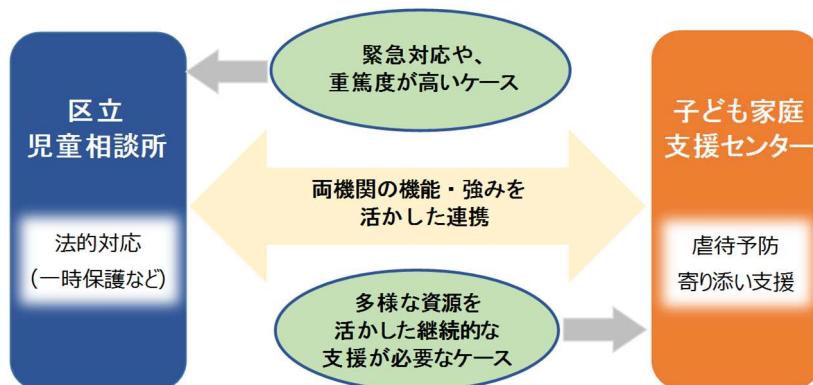 緊急対応や、
重篤度が高いケース
区立
児童相談所
子ども家庭
支援センター
両機関の機能・強みを
活かした連携
法的対応
(一時保護など)
虐待予防
寄り添い支援
多様な資源を
活かした継続的な
支援が必要なケース